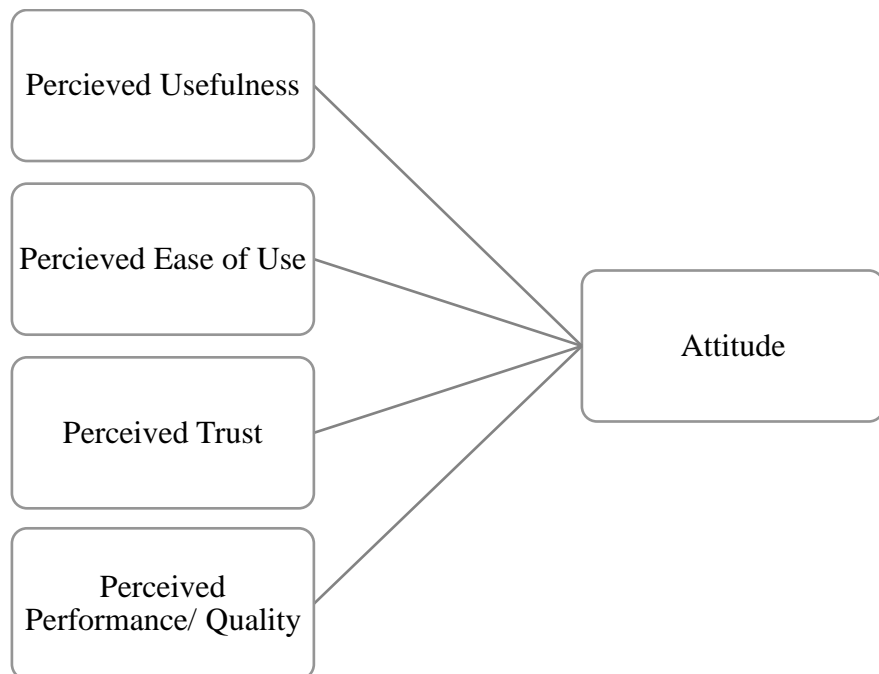 Percieved Usefulness
Percieved Ease of Use
Attitude
Perceived Trust
Perceived
Performance/ Quality